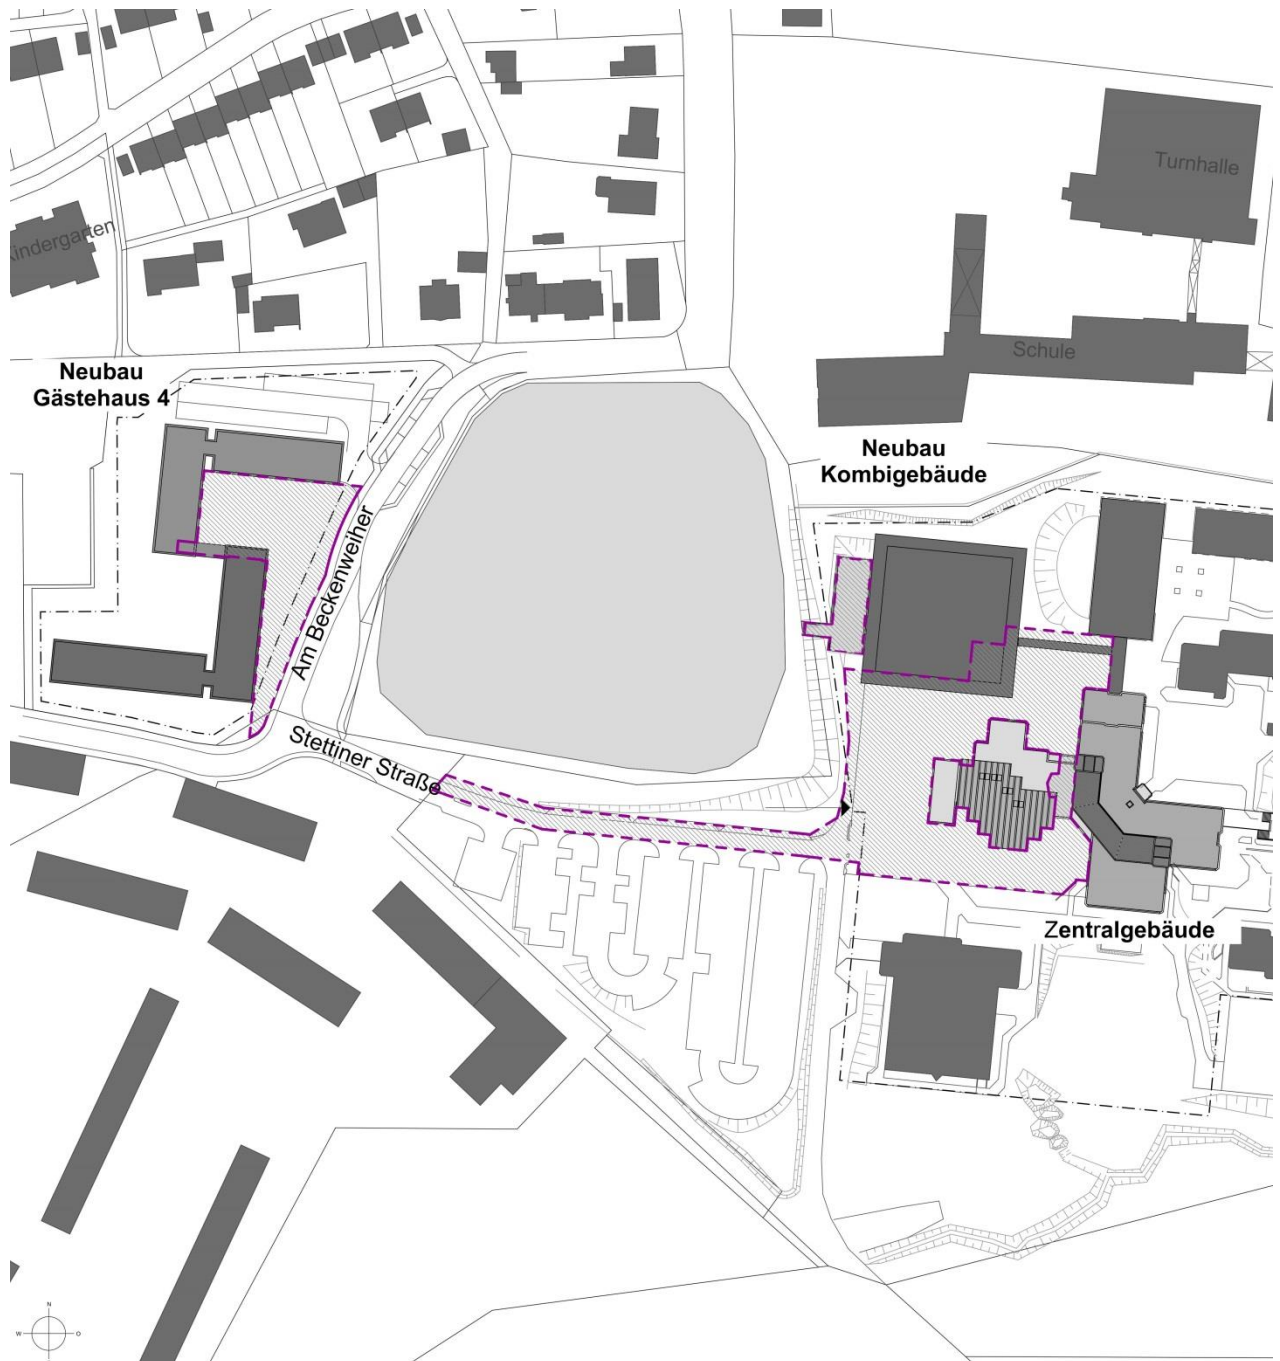 Turnhalle
Kindergarten
Schule
Neubau
Gästehaus 4
Neubau
Kombigebäude
Am Beckenweiher
Stettiner Straße
Zentralgebäude
N
W
O